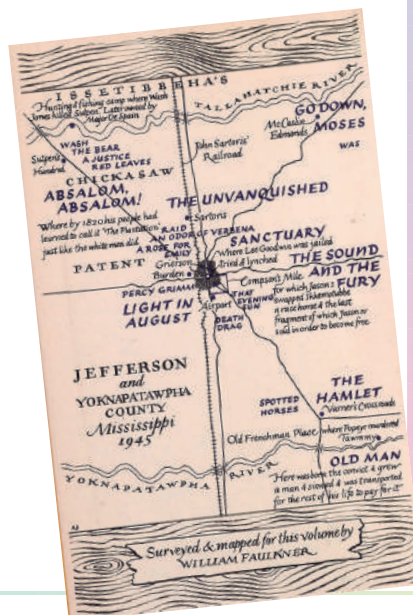 ISSETIBBEHA'S
"Hunting & fishing camp where Wash
Jones killed Sutpen. Later owned by
Major De Spain
TALLAHATCHIE RIVER
GO DOWN,
MOSES
McCaslin
Edmonds
WAS
WASH
THE BEAR
A JUSTICE
RED LEAVES
Sutpen's
Hundred
John Sartoris'
Railroad
CHICKASAW
ABSALOM,
ABSALOM!
THE UNVANQUISHED
Where by 1820 his people had
learned to call it "The Plantation"
just like the white men did
Sartoris
RAID
AN ODOR OF VERBENA
A ROSE FOR
EMILY
Grierson
Burden
SANCTUARY
Where Lee Goodwin was jailed
tried & lynched
THE SOUND
AND THE
FURY
Compson's Mile
for which Jason I
swapped Ikkemotubbe
a race horse & the last
fragment of which Jason IV
sold in order to become free
PATENT
PERCY GRIMM
LIGHT IN
AUGUST
Airport
THAT
EVENING
SUN
DEATH
DRAG
JEFFERSON
and
YOKNAPATAWPHA
COUNTY
Mississippi
1945
THE
HAMLET
SPOTTED
HORSES
Varner's Crossroads
Old Frenchman Place
where Popeye murdered
Tawmmy
YOKNAPATAWPHA RIVER
OLD MAN
"Here was born the convict & grew
a man & sinned & was transported
for the rest of his life to pay for it"
Surveyed & mapped for this volume by
WILLIAM FAULKNER